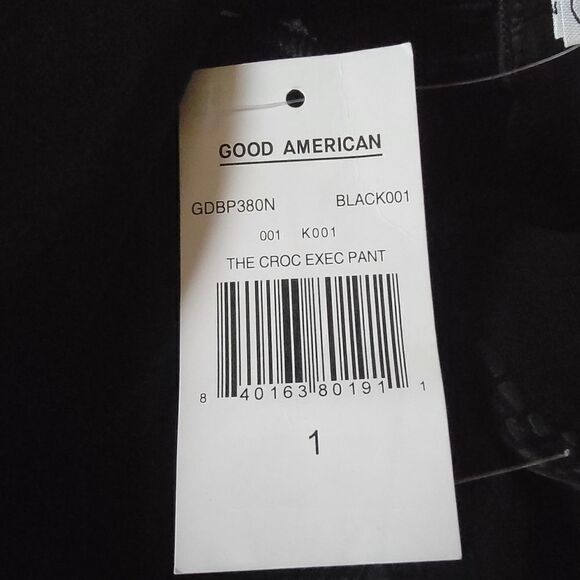 GOOD AMERICAN
GDBP380N BLACK001
001 K001
THE CROC EXEC PANT
8 40163 80191 1
1